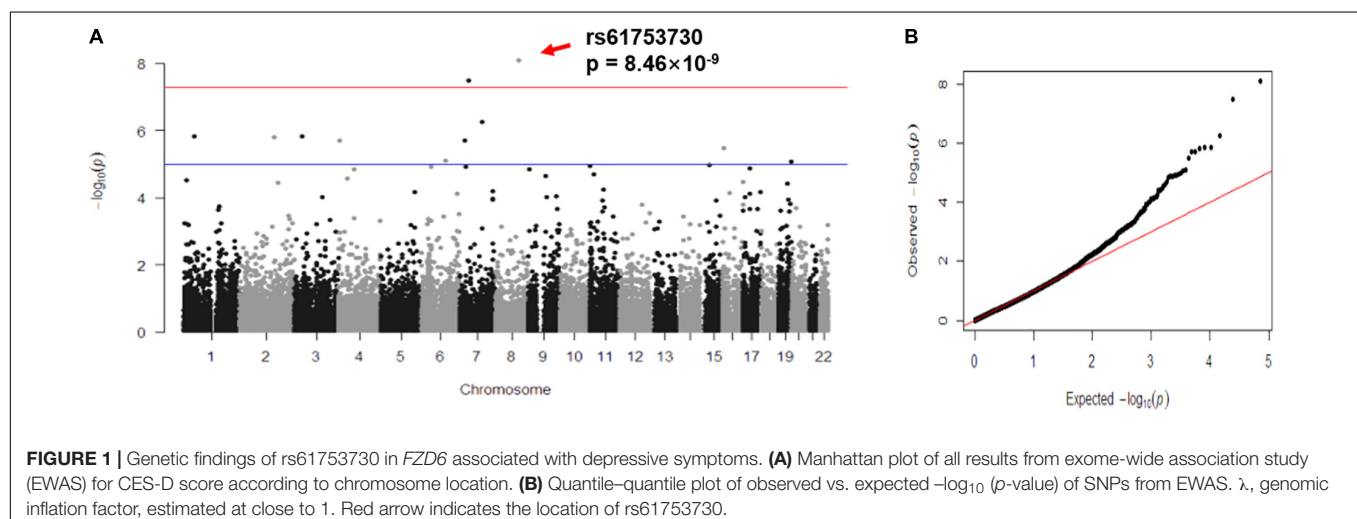 A
rs61753730
p = 8.46×10⁻⁹
8
6
4
2
0
−log₁₀(p)
1 2 3 4 5 6 7 8 9 10 11 12 13 15 17 19 22
Chromosome
B
8
6
4
2
0
Observed −log₁₀(p)
0 1 2 3 4 5
Expected −log₁₀(p)
FIGURE 1 | Genetic findings of rs61753730 in FZD6 associated with depressive symptoms. (A) Manhattan plot of all results from exome-wide association study
(EWAS) for CES-D score according to chromosome location. (B) Quantile–quantile plot of observed vs. expected –log₁₀ (p-value) of SNPs from EWAS. λ, genomic
inflation factor, estimated at close to 1. Red arrow indicates the location of rs61753730.